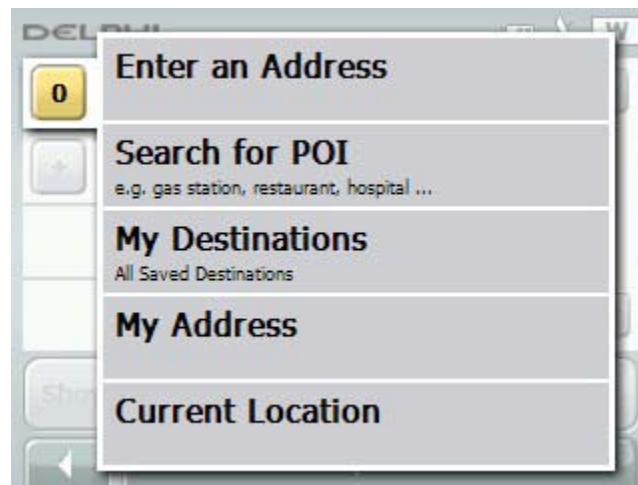 DELPHI
W
Enter an Address
0
Search for POI
+
e.g. gas station, restaurant, hospital ...
My Destinations
All Saved Destinations
My Address
Current Location